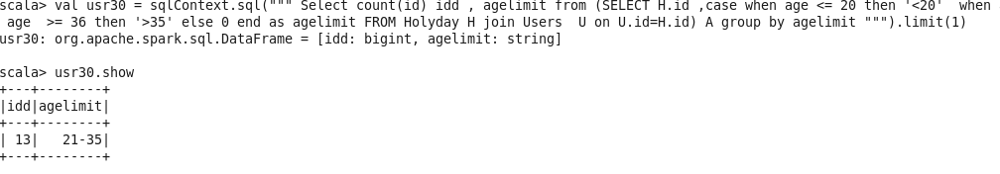 scala> val usr30 = sqlContext.sql(""" Select count(id) idd , agelimit from (SELECT H.id ,case when age <= 20 then '<20'  when
 age  >= 36 then '>35' else 0 end as agelimit FROM Holyday H join Users  U on U.id=H.id) A group by agelimit """).limit(1)
usr30: org.apache.spark.sql.DataFrame = [idd: bigint, agelimit: string]
scala> usr30.show
+---+--------+
|idd|agelimit|
+---+--------+
| 13|   21-35|
+---+--------+